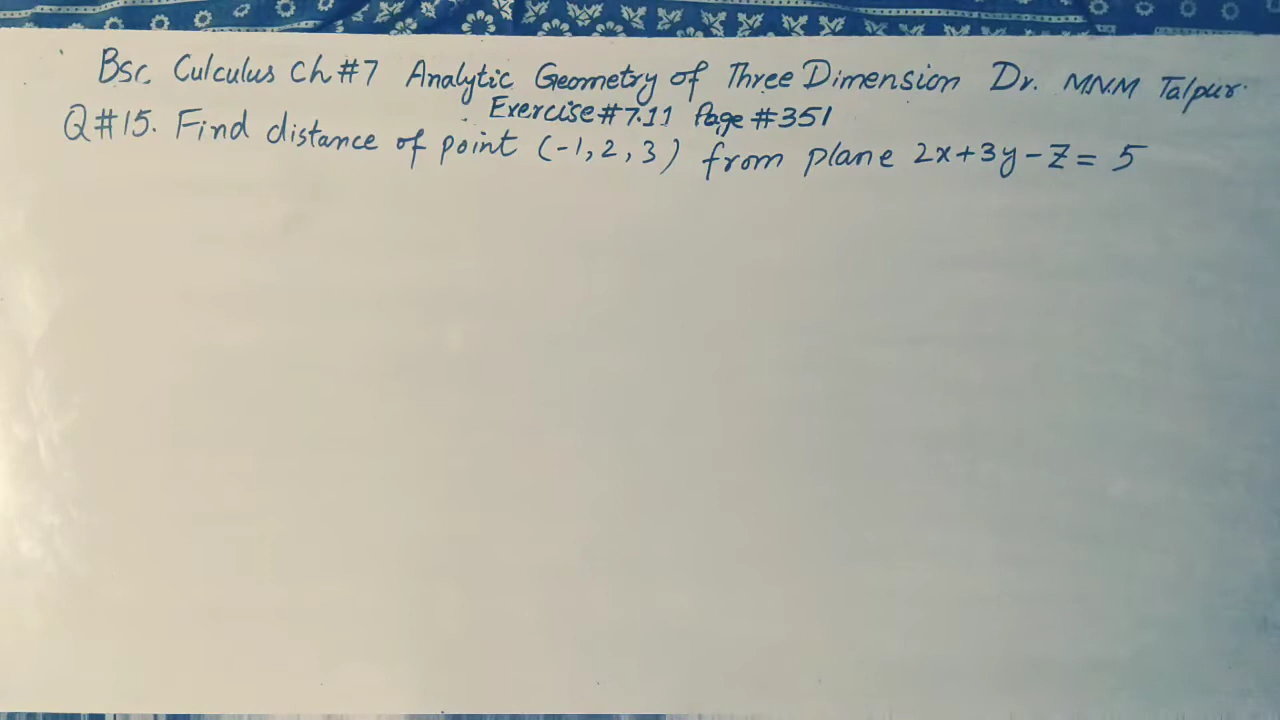 Bsc. Culculus Ch#7 Analytic Geometry of Three Dimension Dr. M.N.M Talpur.
Exercise#7.11 Page #351
Q#15. Find distance of point (-1,2,3) from plane 2x+3y-z=5